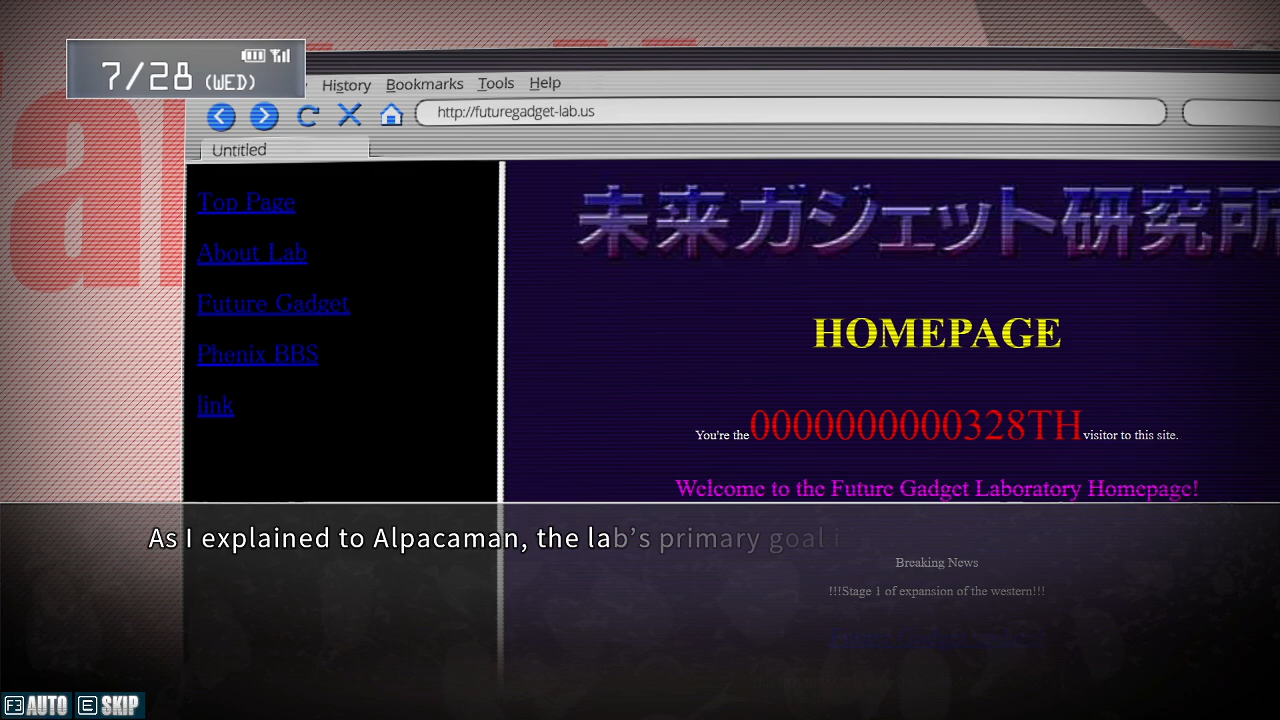 7/28 (WED)
History Bookmarks Tools Help
http://futuregadget-lab.us
Untitled
Top Page
About Lab
Future Gadget
Phenix BBS
link
未来ガジェット研究所
HOMEPAGE
You're the 0000000000328TH visitor to this site.
Welcome to the Future Gadget Laboratory Homepage!
As I explained to Alpacaman, the lab's primary goal i
Breaking News
!!!Stage 1 of expansion of the western!!!
F3 AUTO E SKIP